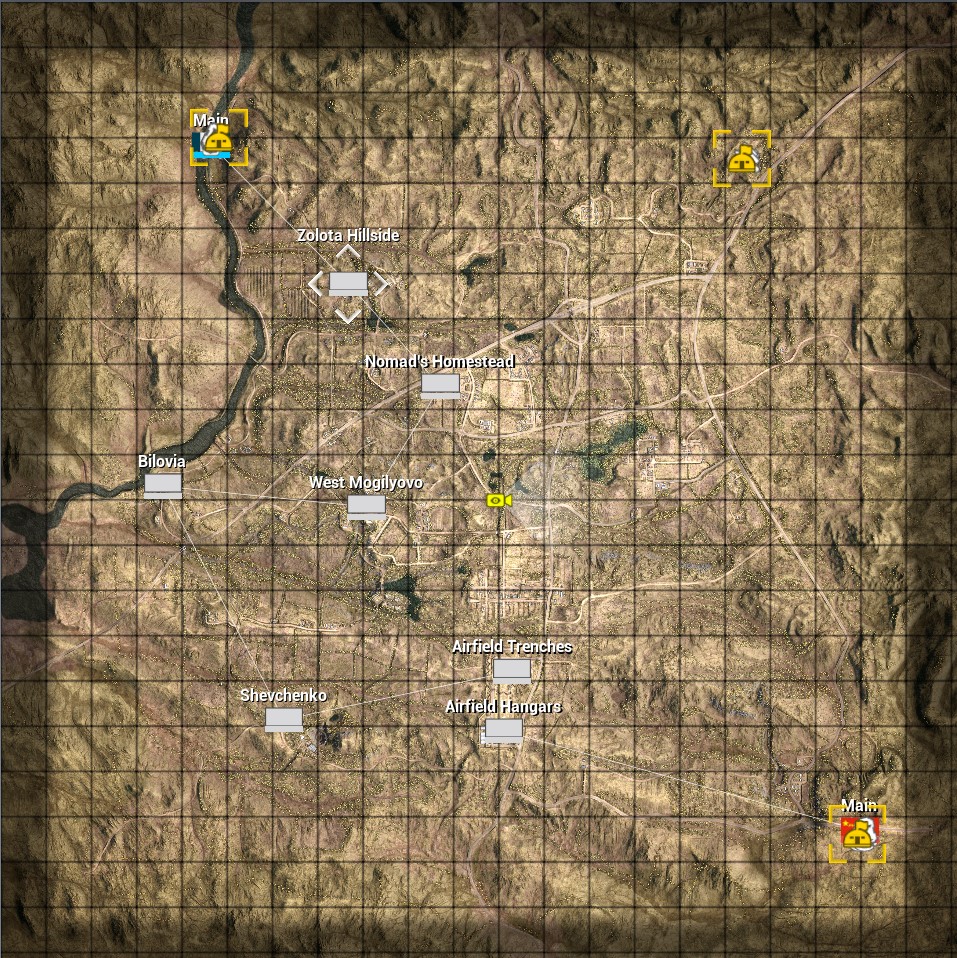 Main
Zolota Hillside
Nomad's Homestead
Bilovia
West Mogilyovo
Airfield Trenches
Shevchenko
Airfield Hangars
Main